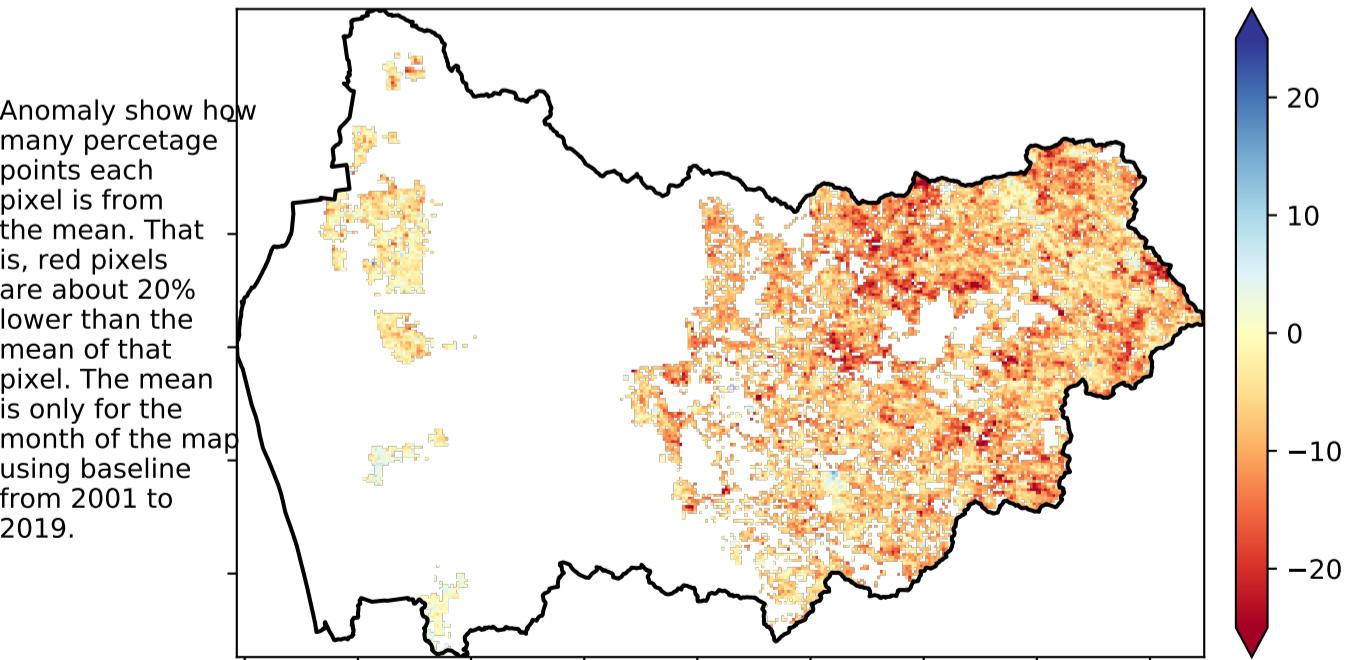 Anomaly show how
many percetage
points each
pixel is from
the mean. That
is, red pixels
are about 20%
lower than the
mean of that
pixel. The mean
is only for the
month of the map
using baseline
from 2001 to
2019.
20
10
0
−10
−20